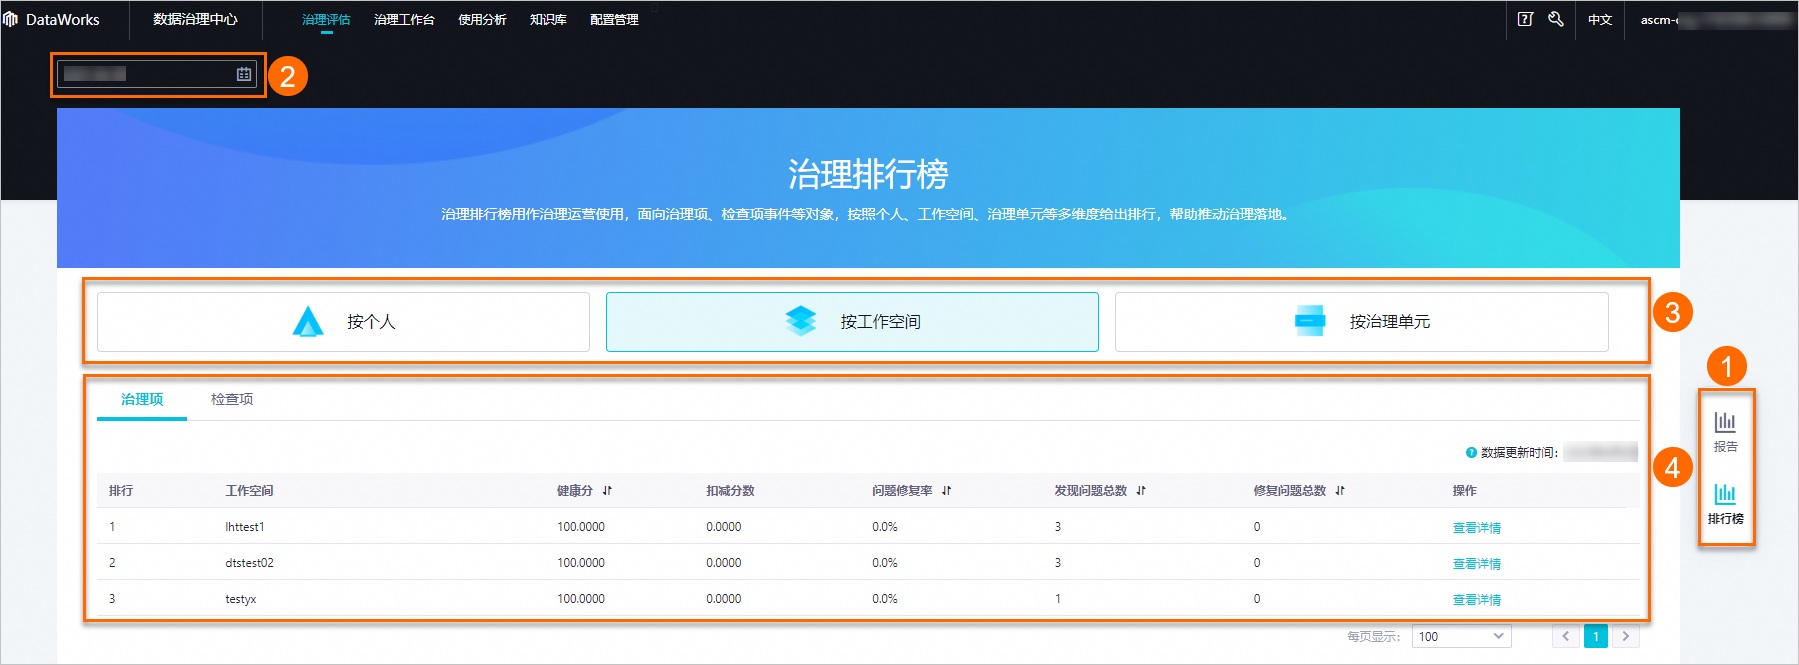 DataWorks 数据治理中心 治理评估 治理工作台 使用分析 知识库 配置管理 中文 ascm-
2
治理排行榜
治理排行榜用作治理运营使用，面向治理项、检查项事件等对象，按照个人、工作空间、治理单元等多维度给出排行，帮助推动治理落地。
按个人 按工作空间 按治理单元
3
1
治理项 检查项
报告
数据更新时间:
4
排行 工作空间 健康分 扣减分数 问题修复率 发现问题总数 修复问题总数 操作
排行榜
1 lhttest1 100.0000 0.0000 0.0% 3 0 查看详情
2 dtstest02 100.0000 0.0000 0.0% 3 0 查看详情
3 testyx 100.0000 0.0000 0.0% 1 0 查看详情
每页显示: 100 1